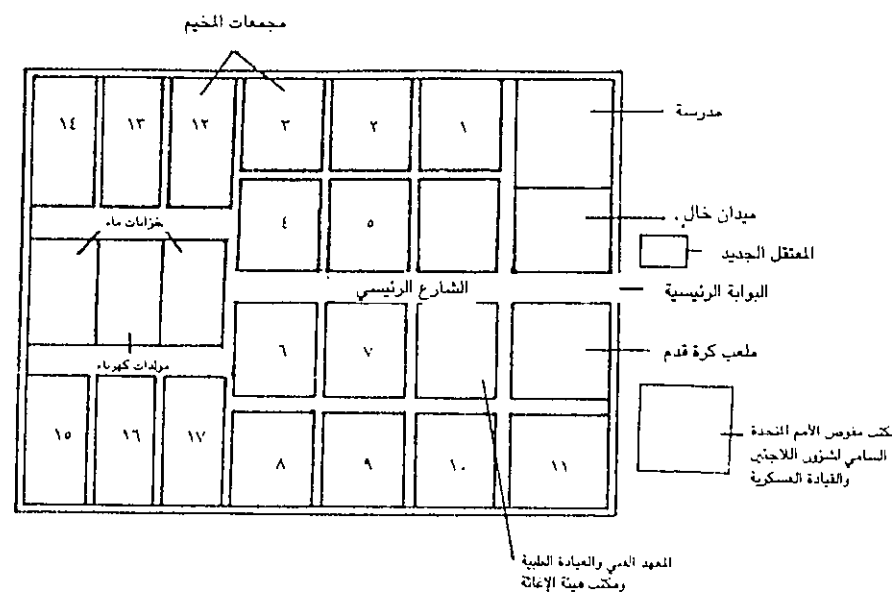 مجمعات المخيم
١٤ ١٣ ١٢ ٣ ٢ ١
مدرسة
خزانات ماء
٤ ٥
ميدان خال .
المعتقل الجديد
الشارع الرئيسي
البوابة الرئيسية
٦ ٧
ملعب كرة قدم
مولدات كهرباء
١٥ ١٦ ١٧ ٨ ٩ ١٠ ١١
مكتب مفوض الأمم المتحدة
السامي لشؤون اللاجئين
والقيادة العسكرية
المعهد الفني والعيادة الطبية
ومكتب هيئة الإغاثة